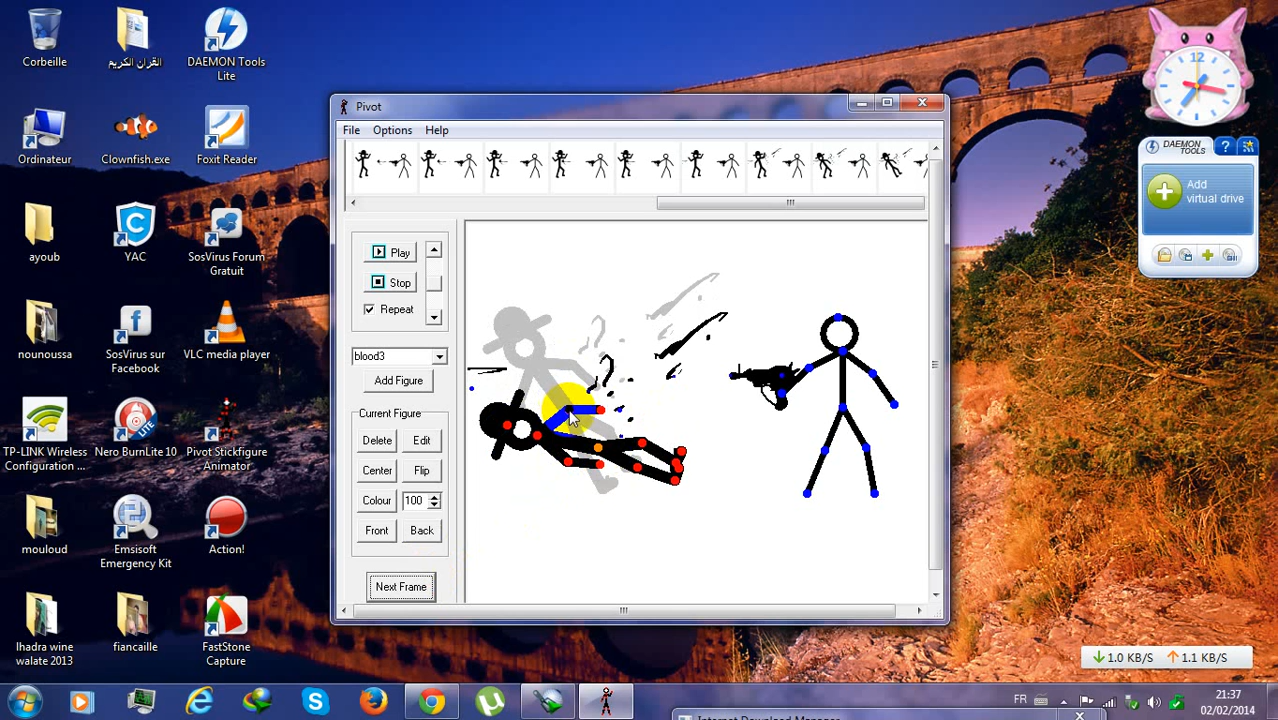 Corbeille
القرآن الكريم
DAEMON Tools
Lite
Ordinateur
Clownfish.exe
Foxit Reader
ayoub
YAC
SosVirus Forum
Gratuit
nounoussa
SosVirus sur
Facebook
VLC media player
TP-LINK Wireless
Configuration ...
Nero BurnLite 10
Pivot Stickfigure
Animator
mouloud
Emsisoft
Emergency Kit
Action!
lhadra wine
walate 2013
fiancaille
FastStone
Capture
Pivot
File
Options
Help
Play
Stop
Repeat
blood3
Add Figure
Current Figure
Delete
Edit
Center
Flip
Colour
100
Front
Back
Next Frame
12
DAEMON
TOOLS
?
Add
virtual drive
1.0 KB/S
1.1 KB/S
Internet Download Manager
FR
21:37
02/02/2014